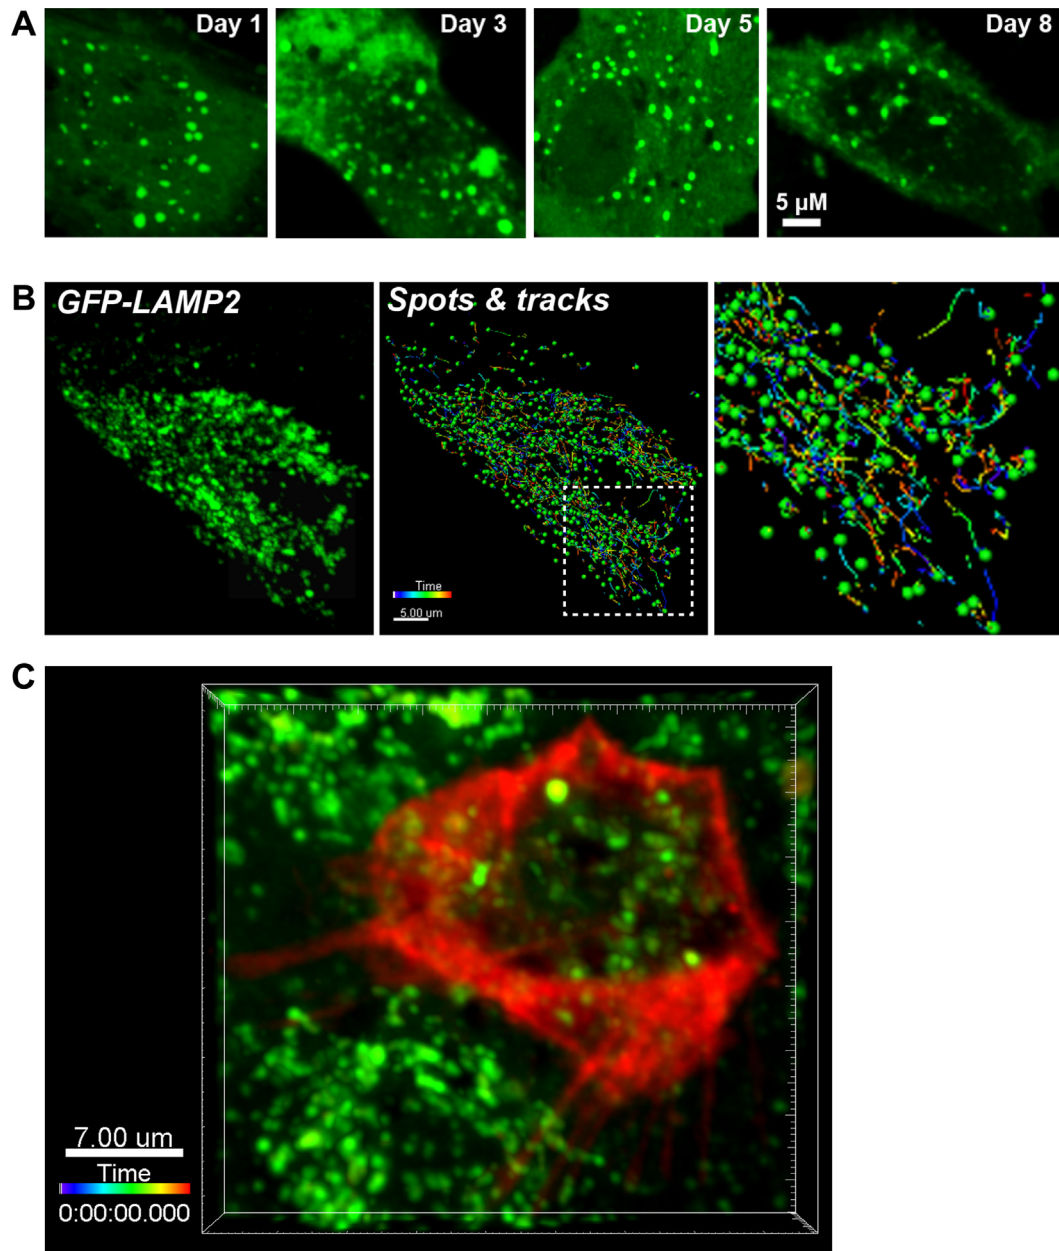 A
Day 1
Day 3
Day 5
Day 8
5 µM
B
GFP-LAMP2
Spots & tracks
Time
5.00 um
C
7.00 um
Time
0:00:00.000